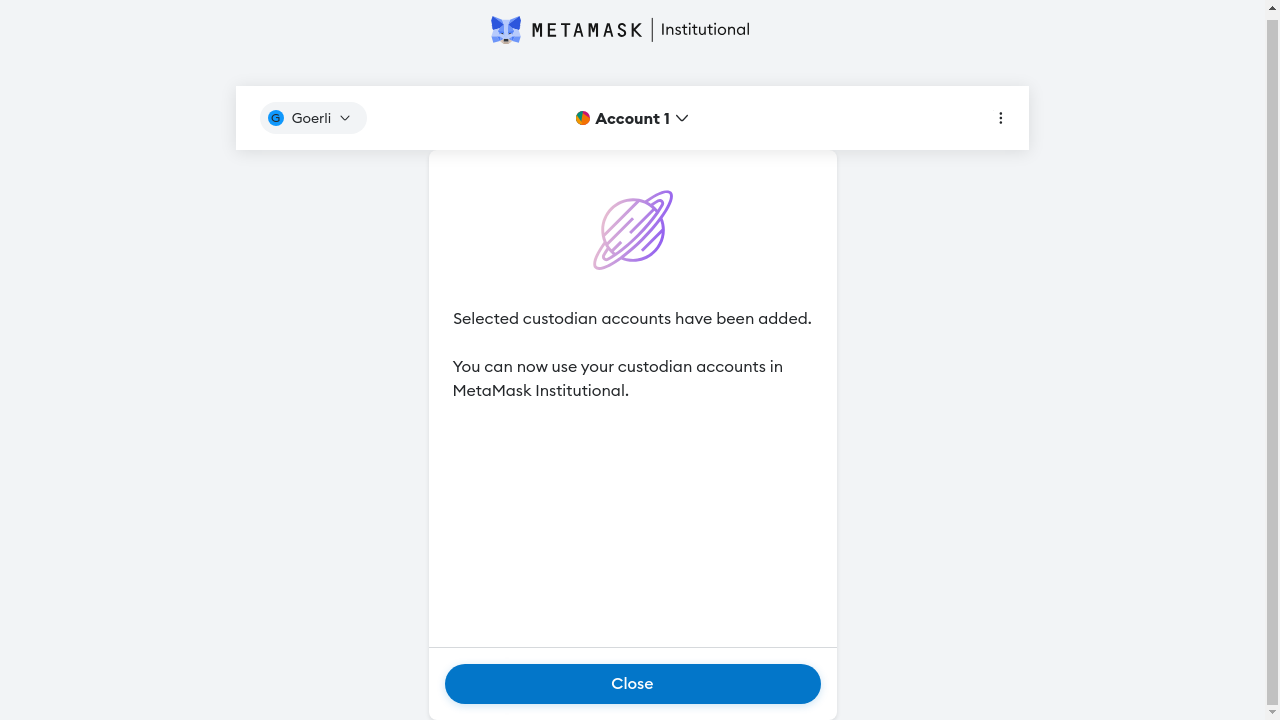 METAMASK | Institutional
G Goerli
Account 1
Selected custodian accounts have been added.
You can now use your custodian accounts in
MetaMask Institutional.
Close